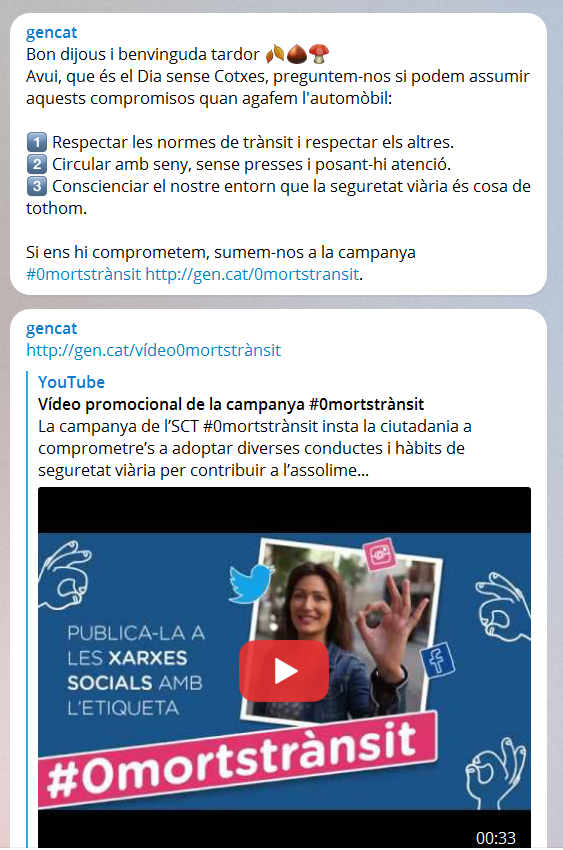 gencat
Bon dijous i benvinguda tardor 🍂🌰🍄
Avui, que és el Dia sense Cotxes, preguntem-nos si podem assumir
aquests compromisos quan agafem l'automòbil:
1️⃣ Respectar les normes de trànsit i respectar els altres.
2️⃣ Circular amb seny, sense presses i posant-hi atenció.
3️⃣ Conscienciar el nostre entorn que la seguretat viària és cosa de
tothom.
Si ens hi comprometem, sumem-nos a la campanya
#0mortstrànsit http://gen.cat/0mortstransit.
gencat
http://gen.cat/vídeo0mortstrànsit
YouTube
Vídeo promocional de la campanya #0mortstrànsit
La campanya de l’SCT #0mortstrànsit insta la ciutadania a
comprometre’s a adoptar diverses conductes i hàbits de
seguretat viària per contribuir a l’assolime...
PUBLICA-LA A
LES XARXES
SOCIALS AMB
L'ETIQUETA
#0mortstrànsit
00:33